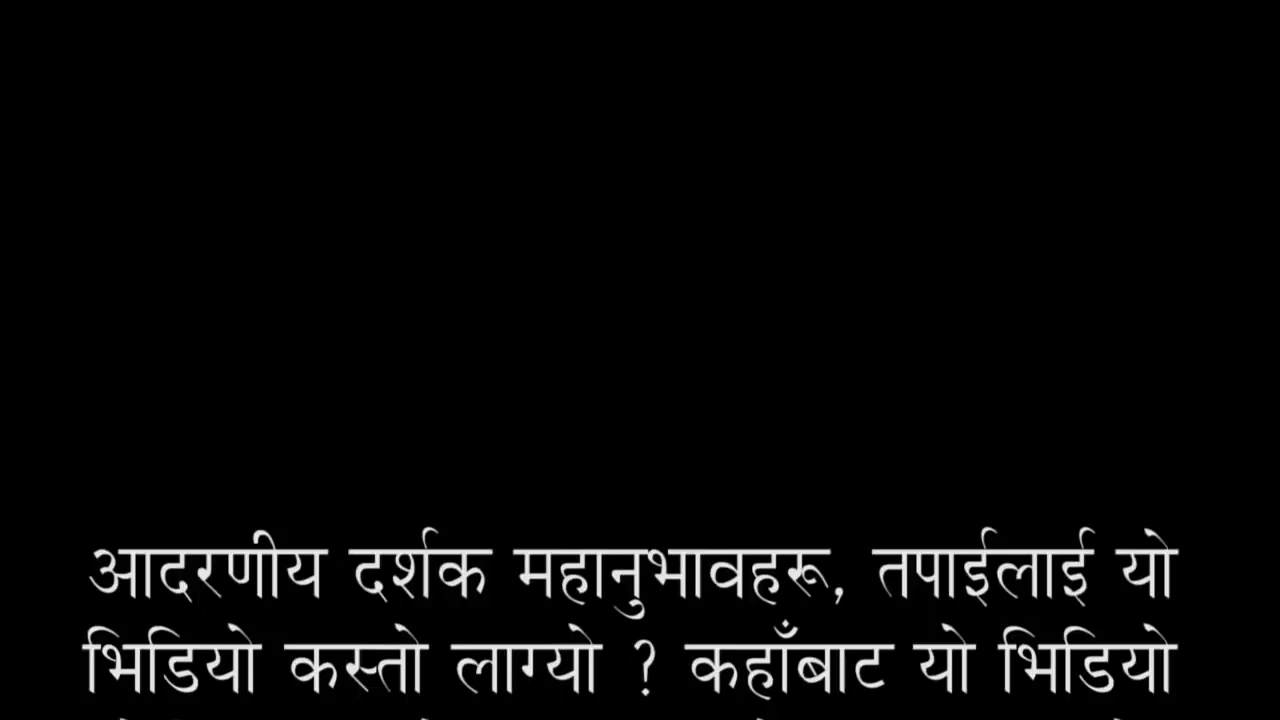 आदरणीय दर्शक महानुभावहरू, तपाईलाई यो
भिडियो कस्तो लाग्यो ? कहाँबाट यो भिडियो